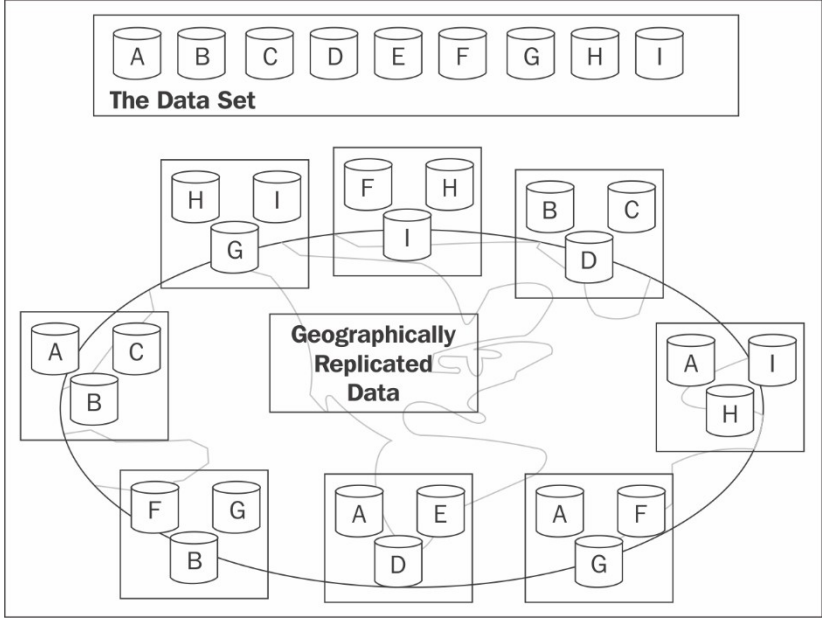 A B C D E F G H I
The Data Set
F H
H I
I
B C
G
D
Geographically
Replicated
Data
A C
A I
B
H
F G
A E
A F
B
D
G